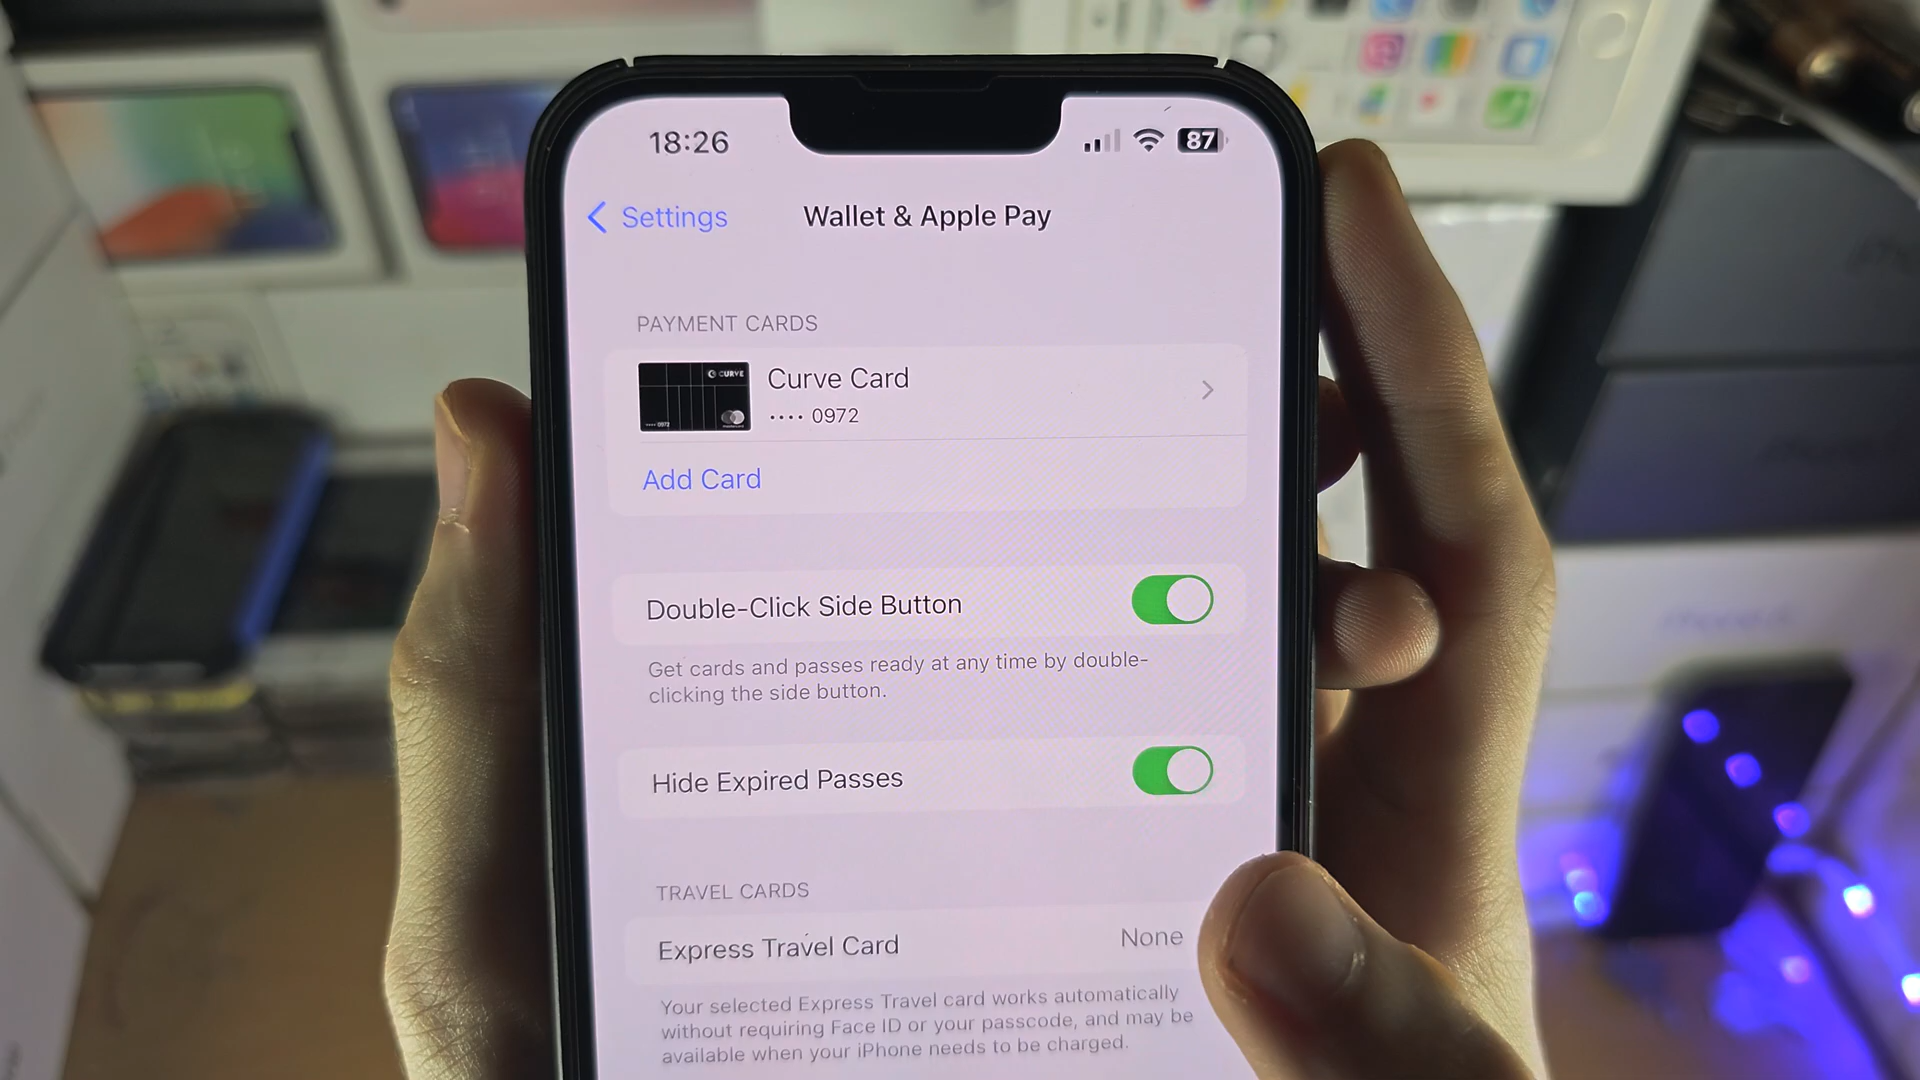 18:26
87
Settings
Wallet & Apple Pay
PAYMENT CARDS
CURVE
Curve Card
•••• 0972
Add Card
Double-Click Side Button
Get cards and passes ready at any time by double-
clicking the side button.
Hide Expired Passes
TRAVEL CARDS
Express Travel Card
None
Your selected Express Travel card works automatically
without requiring Face ID or your passcode, and may be
available when your iPhone needs to be charged.